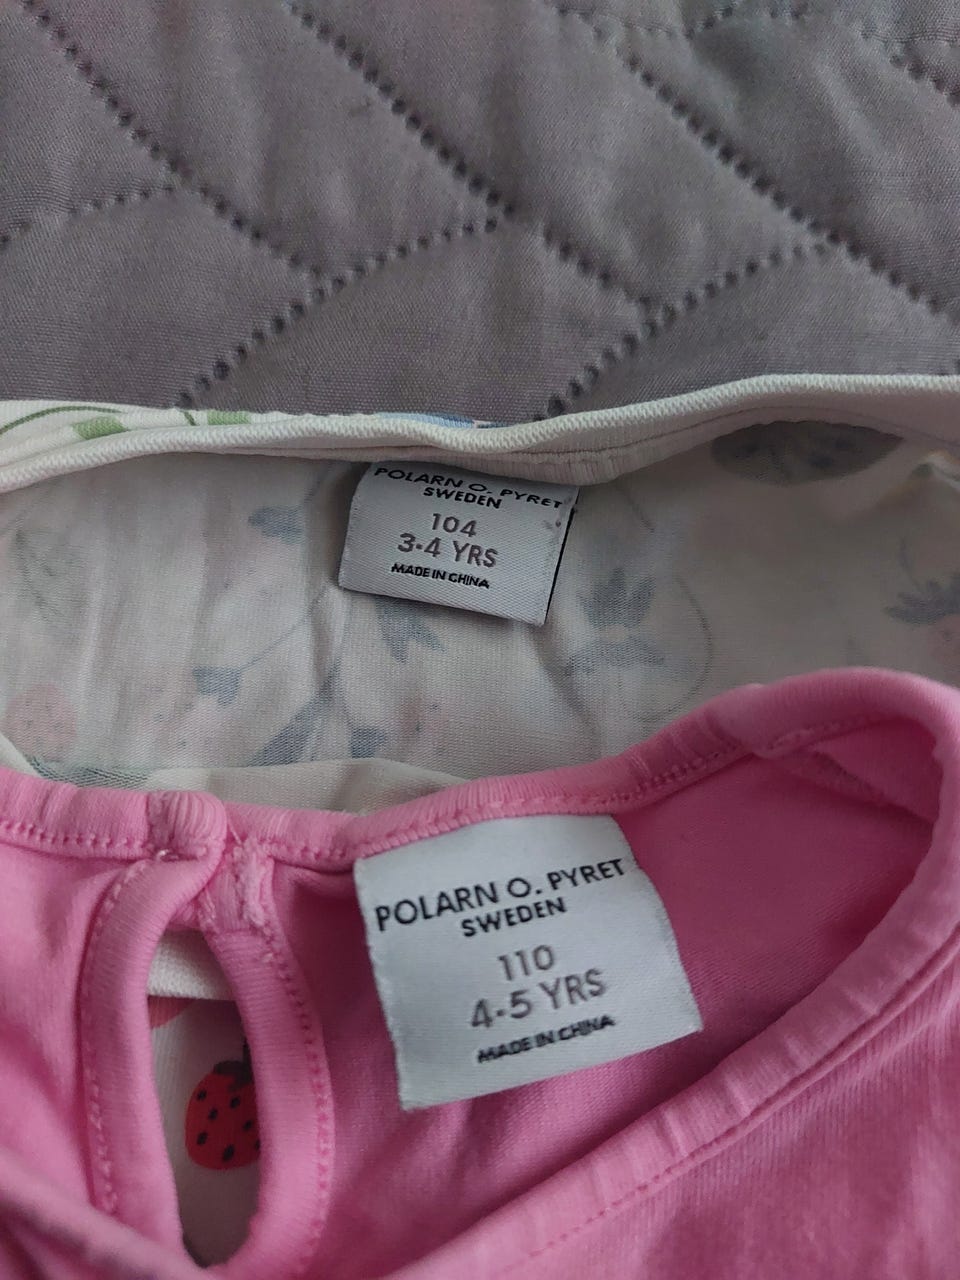 POLARN O. PYRET
SWEDEN
104
3-4 YRS
MADE IN CHINA
POLARN O. PYRET
SWEDEN
110
4-5 YRS
MADE IN CHINA